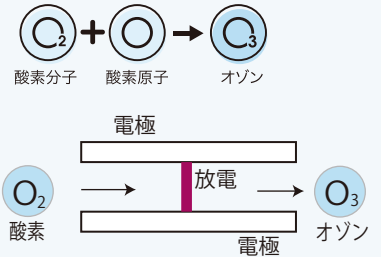 O2 + O → O3
酸素分子 酸素原子 オゾン
電極
放電
O2 O3
酸素 オゾン
電極